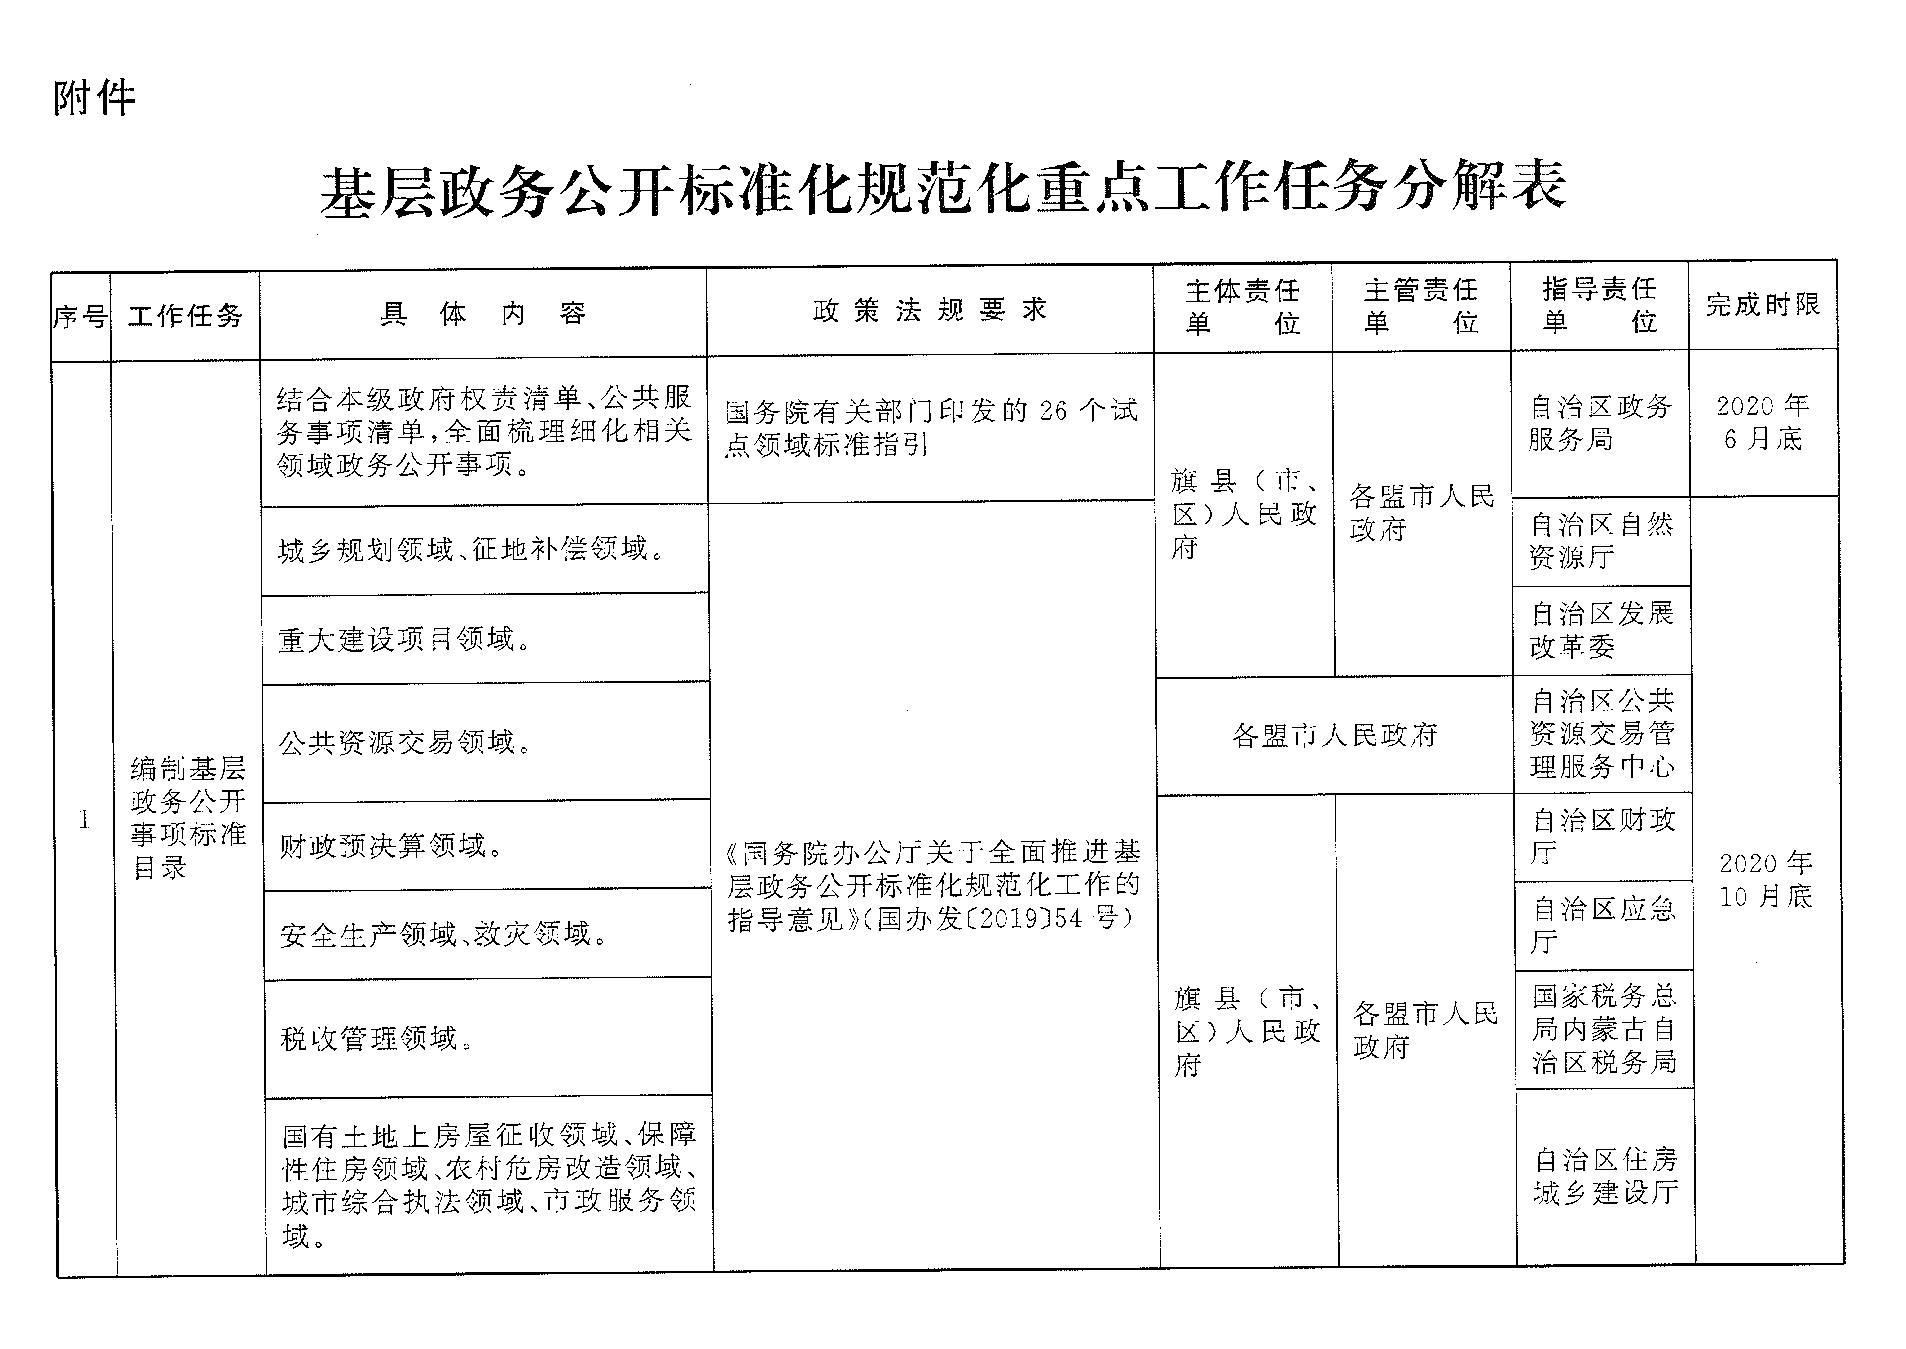 附件
基层政务公开标准化规范化重点工作任务分解表
序号
工作任务
具体内容
政策法规要求
主体责任
单位
主管责任
单位
指导责任
单位
完成时限
1
编制基层
政务公开
事项标准
目录
结合本级政府权责清单、公共服
务事项清单,全面梳理细化相关
领域政务公开事项。
国务院有关部门印发的26个试
点领域标准指引
旗县(市、
区)人民政
府
各盟市人民
政府
自治区政务
服务局
2020年
6月底
城乡规划领域、征地补偿领域。
《国务院办公厅关于全面推进基
层政务公开标准化规范化工作的
指导意见》(国办发〔2019〕54号)
自治区自然
资源厅
2020年
10月底
重大建设项目领域。
自治区发展
改革委
公共资源交易领域。
各盟市人民政府
自治区公共
资源交易管
理服务中心
财政预决算领域。
旗县(市、
区)人民政
府
各盟市人民
政府
自治区财政
厅
安全生产领域、救灾领域。
自治区应急
厅
税收管理领域。
国家税务总
局内蒙古自
治区税务局
国有土地上房屋征收领域、保障
性住房领域、农村危房改造领域、
城市综合执法领域、市政服务领
域。
自治区住房
城乡建设厅